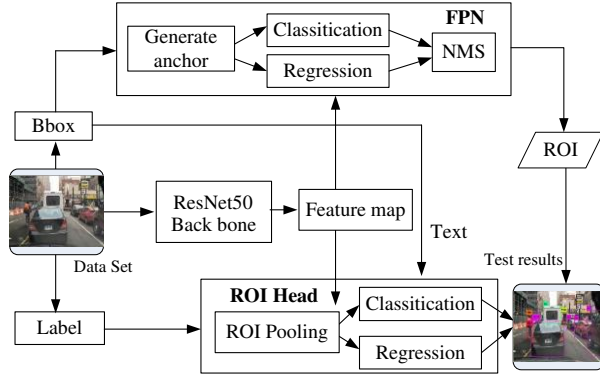 FPN
Generate
anchor
Classitication
Regression
NMS
Bbox
ROI
ResNet50
Back bone
Feature map
Text
Data Set
Test results
ROI Head
Label
ROI Pooling
Classitication
Regression